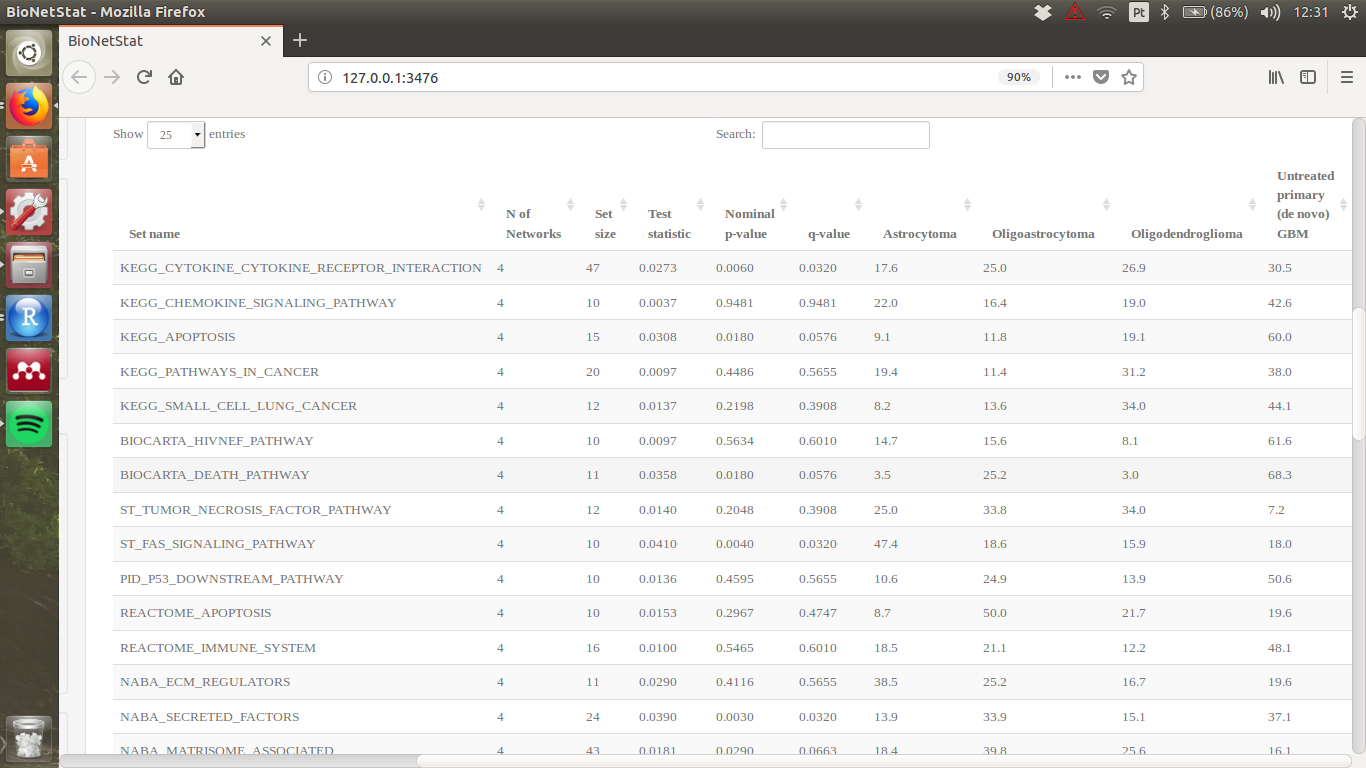 BioNetStat - Mozilla Firefox
Pt
(86%)
12:31
BioNetStat
127.0.0.1:3476
90%
Show 25 entries
Search:
Set name N of Networks Set size Test statistic Nominal p-value q-value Astrocytoma Oligoastrocytoma Oligodendroglioma Untreated primary (de novo) GBM
KEGG_CYTOKINE_CYTOKINE_RECEPTOR_INTERACTION 4 47 0.0273 0.0060 0.0320 17.6 25.0 26.9 30.5
KEGG_CHEMOKINE_SIGNALING_PATHWAY 4 10 0.0037 0.9481 0.9481 22.0 16.4 19.0 42.6
KEGG_APOPTOSIS 4 15 0.0308 0.0180 0.0576 9.1 11.8 19.1 60.0
KEGG_PATHWAYS_IN_CANCER 4 20 0.0097 0.4486 0.5655 19.4 11.4 31.2 38.0
KEGG_SMALL_CELL_LUNG_CANCER 4 12 0.0137 0.2198 0.3908 8.2 13.6 34.0 44.1
BIOCARTA_HIVNEF_PATHWAY 4 10 0.0097 0.5634 0.6010 14.7 15.6 8.1 61.6
BIOCARTA_DEATH_PATHWAY 4 11 0.0358 0.0180 0.0576 3.5 25.2 3.0 68.3
ST_TUMOR_NECROSIS_FACTOR_PATHWAY 4 12 0.0140 0.2048 0.3908 25.0 33.8 34.0 7.2
ST_FAS_SIGNALING_PATHWAY 4 10 0.0410 0.0040 0.0320 47.4 18.6 15.9 18.0
PID_P53_DOWNSTREAM_PATHWAY 4 10 0.0136 0.4595 0.5655 10.6 24.9 13.9 50.6
REACTOME_APOPTOSIS 4 10 0.0153 0.2967 0.4747 8.7 50.0 21.7 19.6
REACTOME_IMMUNE_SYSTEM 4 16 0.0100 0.5465 0.6010 18.5 21.1 12.2 48.1
NABA_ECM_REGULATORS 4 11 0.0290 0.4116 0.5655 38.5 25.2 16.7 19.6
NABA_SECRETED_FACTORS 4 24 0.0390 0.0030 0.0320 13.9 33.9 15.1 37.1
NABA_MATRISOME_ASSOCIATED 4 43 0.0181 0.0290 0.0663 18.4 39.8 25.6 16.1